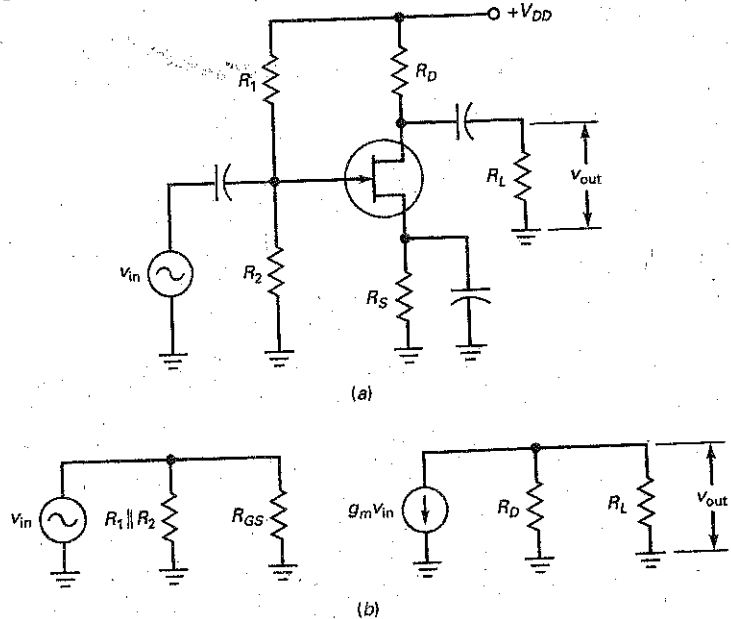 +V_DD
R_1
R_D
R_L
v_out
v_in
R_2
R_S
(a)
v_in
R_1 || R_2
R_GS
g_m v_in
R_D
R_L
v_out
(b)